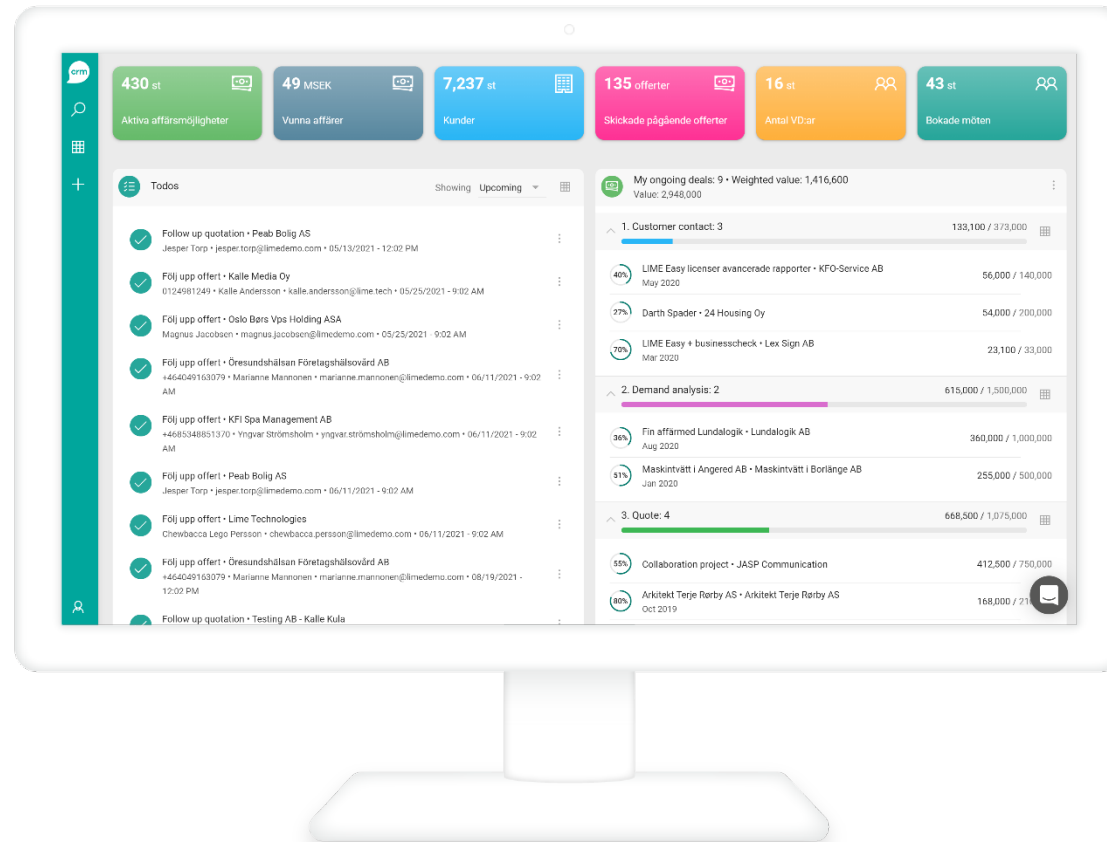 crm
430 st
Aktiva affärsmöjligheter
49 MSEK
Vunna affärer
7,237 st
Kunder
135 offerter
Skickade pågående offerter
16 st
Antal VD:ar
43 st
Bokade möten
Todos
Showing Upcoming
Follow up quotation • Peab Bolig AS
Jesper Torp • jesper.torp@limedemo.com • 05/13/2021 - 12:02 PM
Följ upp offert • Kalle Media Oy
0124981249 • Kalle Andersson • kalle.andersson@lime.tech • 05/25/2021 - 9:02 AM
Följ upp offert • Oslo Børs Vps Holding ASA
Magnus Jacobsen • magnus.jacobsen@limedemo.com • 05/25/2021 - 9:02 AM
Följ upp offert • Öresundshälsan Företagshälsovård AB
+464049163079 • Marianne Mannonen • marianne.mannonen@limedemo.com • 06/11/2021 - 9:02
AM
Följ upp offert • KFI Spa Management AB
+4685348851370 • Yngvar Strömsholm • yngvar.strömsholm@limedemo.com • 06/11/2021 - 9:02
AM
Följ upp offert • Peab Bolig AS
Jesper Torp • jesper.torp@limedemo.com • 06/11/2021 - 9:02 AM
Följ upp offert • Lime Technologies
Chewbacca Lego Persson • chewbacca.persson@limedemo.com • 06/11/2021 - 9:02 AM
Följ upp offert • Öresundshälsan Företagshälsovård AB
+464049163079 • Marianne Mannonen • marianne.mannonen@limedemo.com • 08/19/2021 -
12:02 PM
Follow up quotation • Testing AB - Kalle Kula
My ongoing deals: 9 • Weighted value: 1,416,600
Value: 2,948,000
1. Customer contact: 3
133,100 / 373,000
40%
LIME Easy licenser avancerade rapporter • KFO-Service AB
May 2020
56,000 / 140,000
27%
Darth Spader • 24 Housing Oy
54,000 / 200,000
70%
LIME Easy + businesscheck • Lex Sign AB
Mar 2020
23,100 / 33,000
2. Demand analysis: 2
615,000 / 1,500,000
36%
Fin affärmed Lundalogik • Lundalogik AB
Aug 2020
360,000 / 1,000,000
51%
Maskintvätt i Angered AB • Maskintvätt i Borlänge AB
Jan 2020
255,000 / 500,000
3. Quote: 4
668,500 / 1,075,000
55%
Collaboration project • JASP Communication
412,500 / 750,000
80%
Arkitekt Terje Rørby AS • Arkitekt Terje Rørby AS
Oct 2019
168,000 /